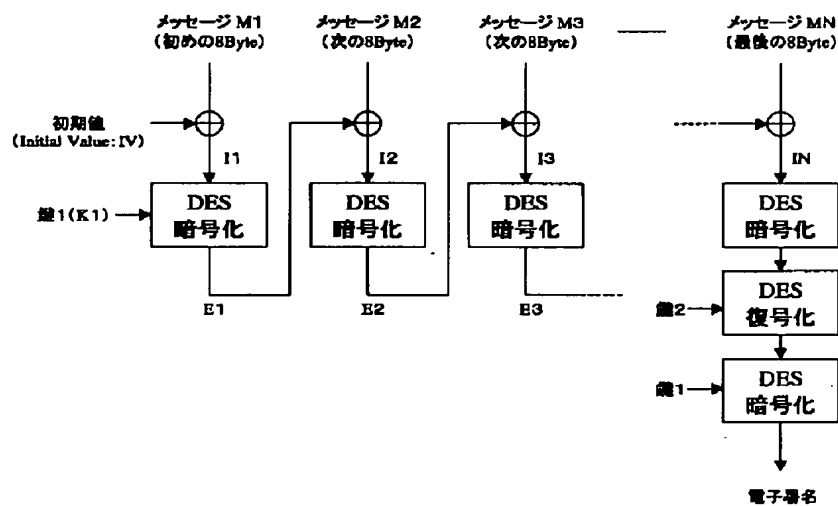 メッセージ M1
(初めの8Byte)
メッセージ M2
(次の8Byte)
メッセージ M3
(次の8Byte)
メッセージ MN
(最後の8Byte)
初期値
(Initial Value: IV)
I1
I2
I3
IN
DES
暗号化
DES
暗号化
DES
暗号化
DES
暗号化
鍵1(K1)
E1
E2
E3
鍵2
DES
復号化
鍵1
DES
暗号化
電子署名